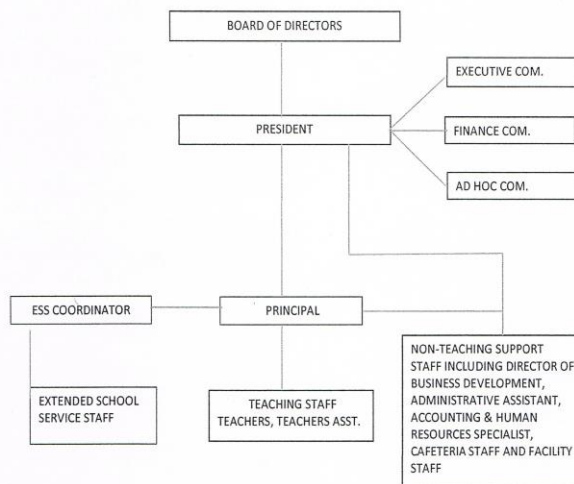 BOARD OF DIRECTORS
EXECUTIVE COM.
PRESIDENT
FINANCE COM.
AD HOC COM.
ESS COORDINATOR
PRINCIPAL
NON-TEACHING SUPPORT
STAFF INCLUDING DIRECTOR OF
BUSINESS DEVELOPMENT,
ADMINISTRATIVE ASSISTANT,
ACCOUNTING & HUMAN
RESOURCES SPECIALIST,
CAFETERIA STAFF AND FACILITY
STAFF
EXTENDED SCHOOL
SERVICE STAFF
TEACHING STAFF
TEACHERS, TEACHERS ASST.